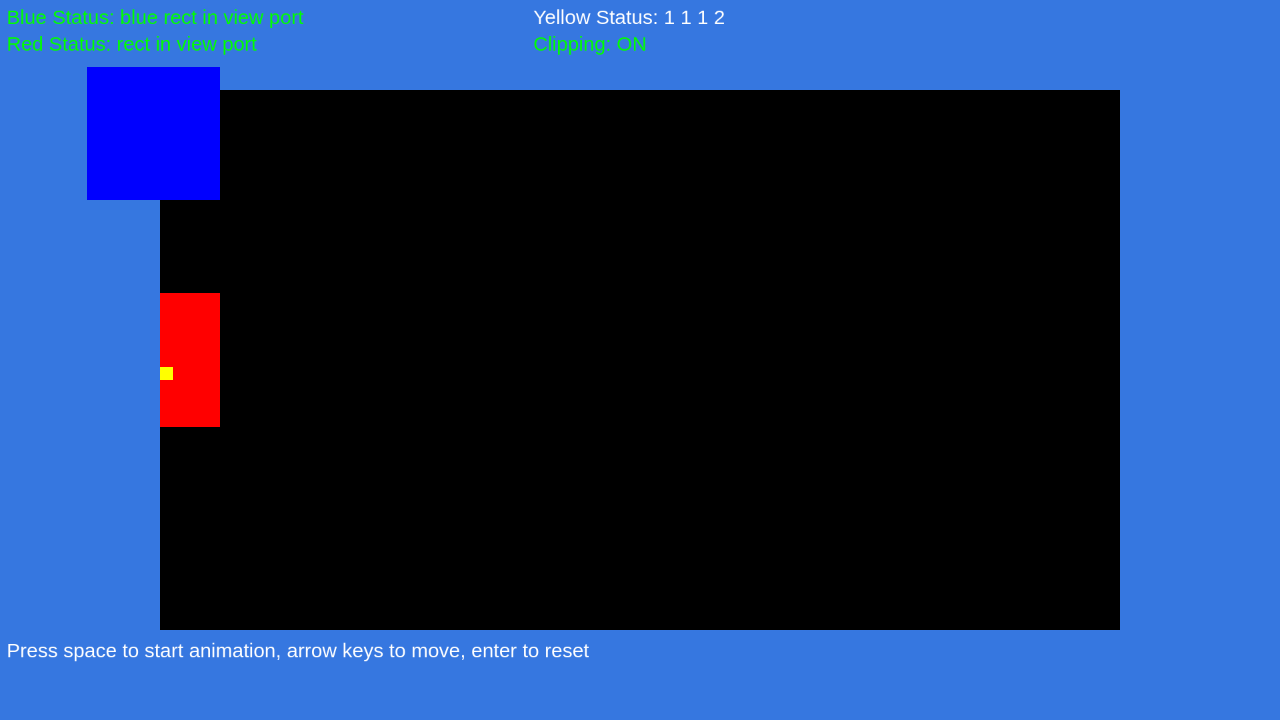 Blue Status: blue rect in view port
Yellow Status: 1 1 1 2
Red Status: rect in view port
Clipping: ON
Press space to start animation, arrow keys to move, enter to reset